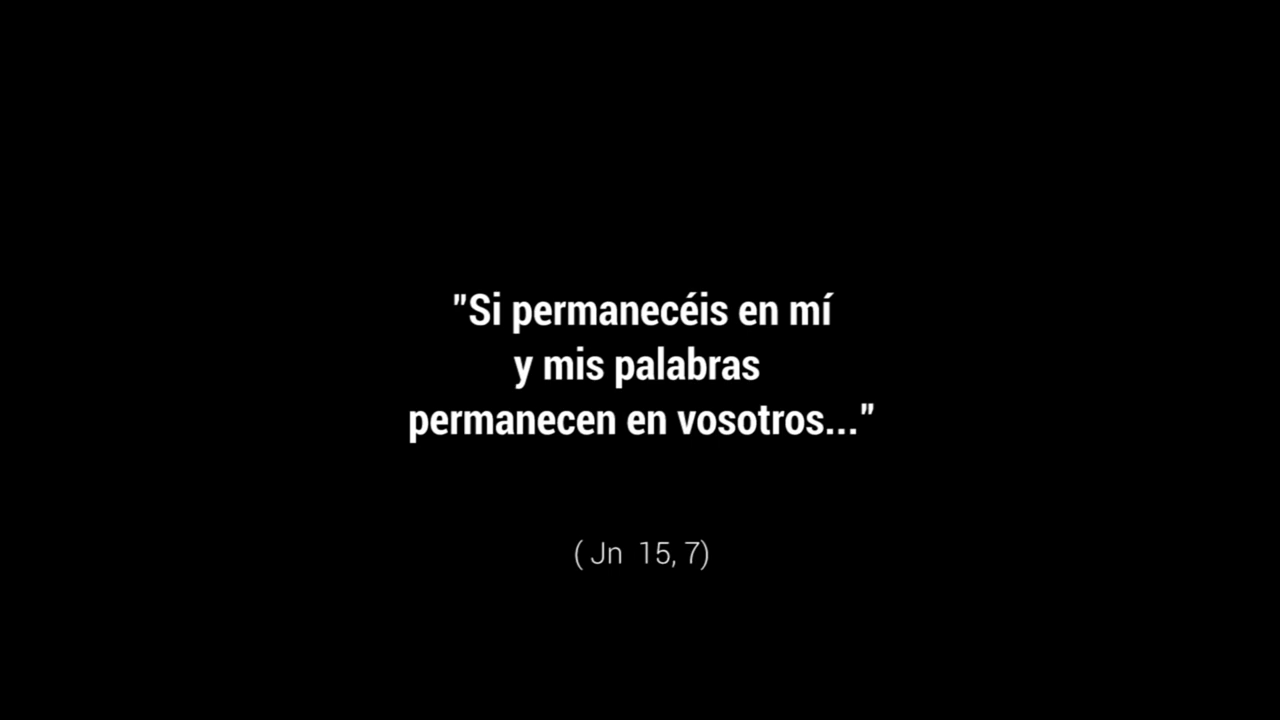 "Si permanecéis en mí
y mis palabras
permanecen en vosotros..."
( Jn 15, 7)